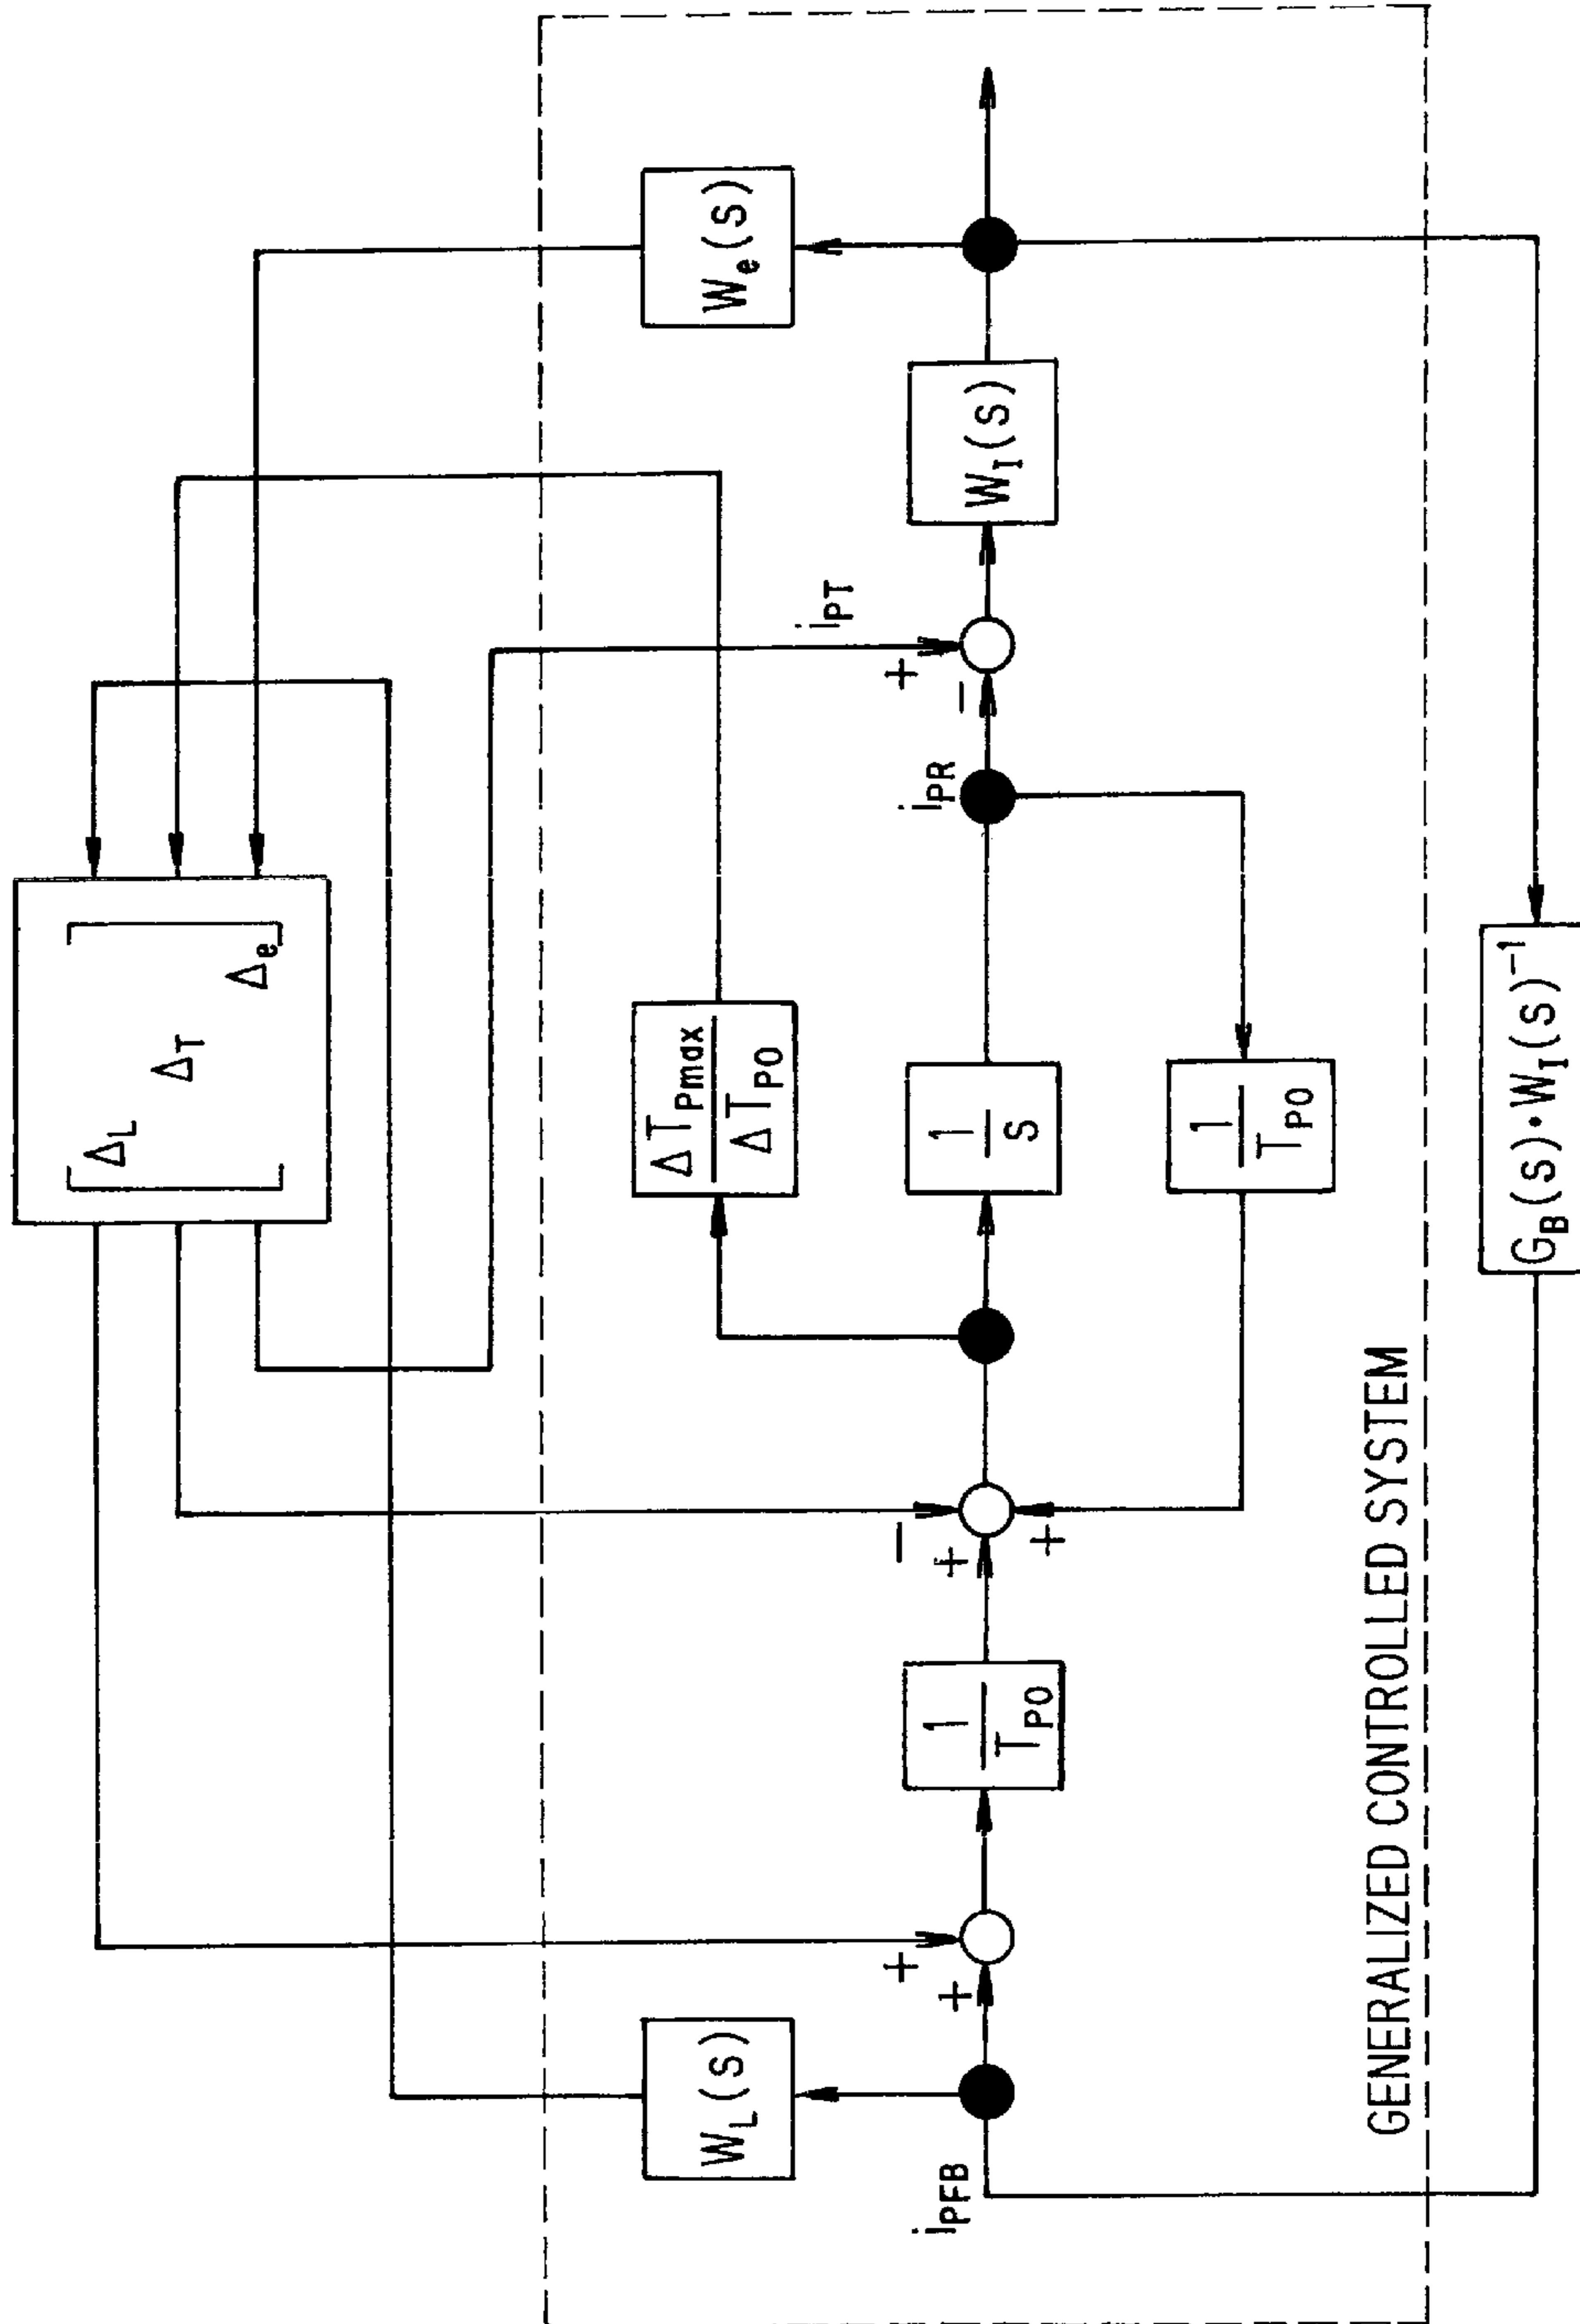 [Δ_L Δ_T Δ_e]
W_L(S)
W_e(S)
ΔT_Pmax
ΔT_PO
i_PT
i_PFB
+
+
1
T_PO
−
+
+
1
S
i_PR
+
−
W_I(S)
1
T_PO
GENERALIZED CONTROLLED SYSTEM
G_B(S)·W_I(S)^−1